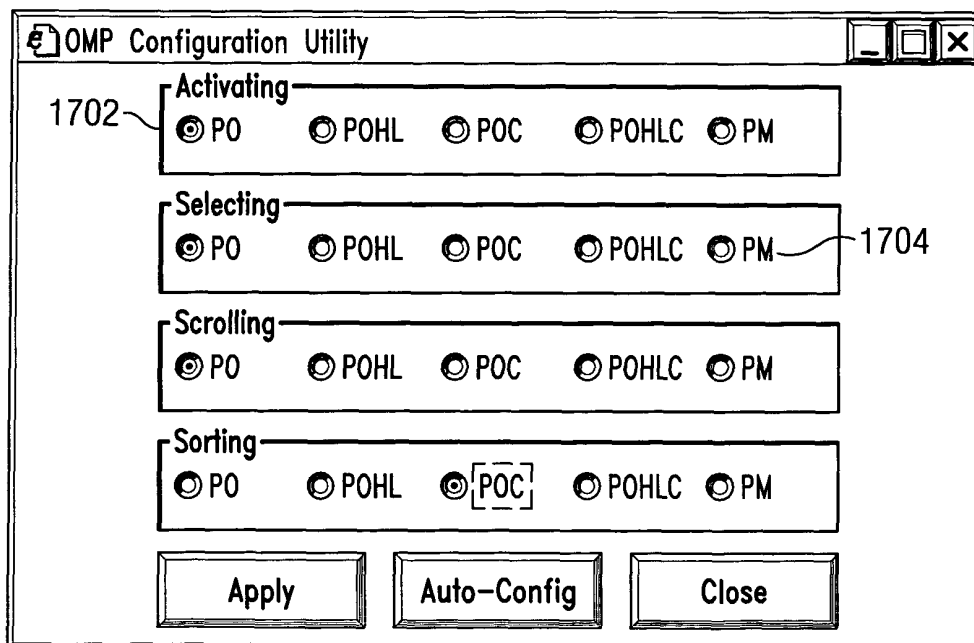 OMP Configuration Utility
Activating
1702
PO POHL POC POHLC PM
Selecting
PO POHL POC POHLC PM
1704
Scrolling
PO POHL POC POHLC PM
Sorting
PO POHL POC POHLC PM
Apply Auto-Config Close